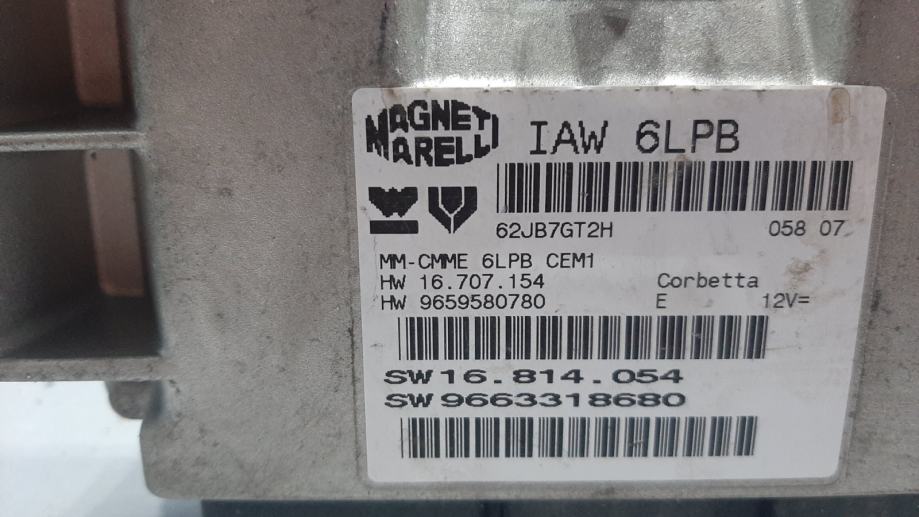 MAGNETI
MARELLI
IAW 6LPB
62JB7GT2H 058 07
MM-CMME 6LPB CEM1
HW 16.707.154 Corbetta
HW 9659580780 E 12V=
SW16.814.054
SW9663318680